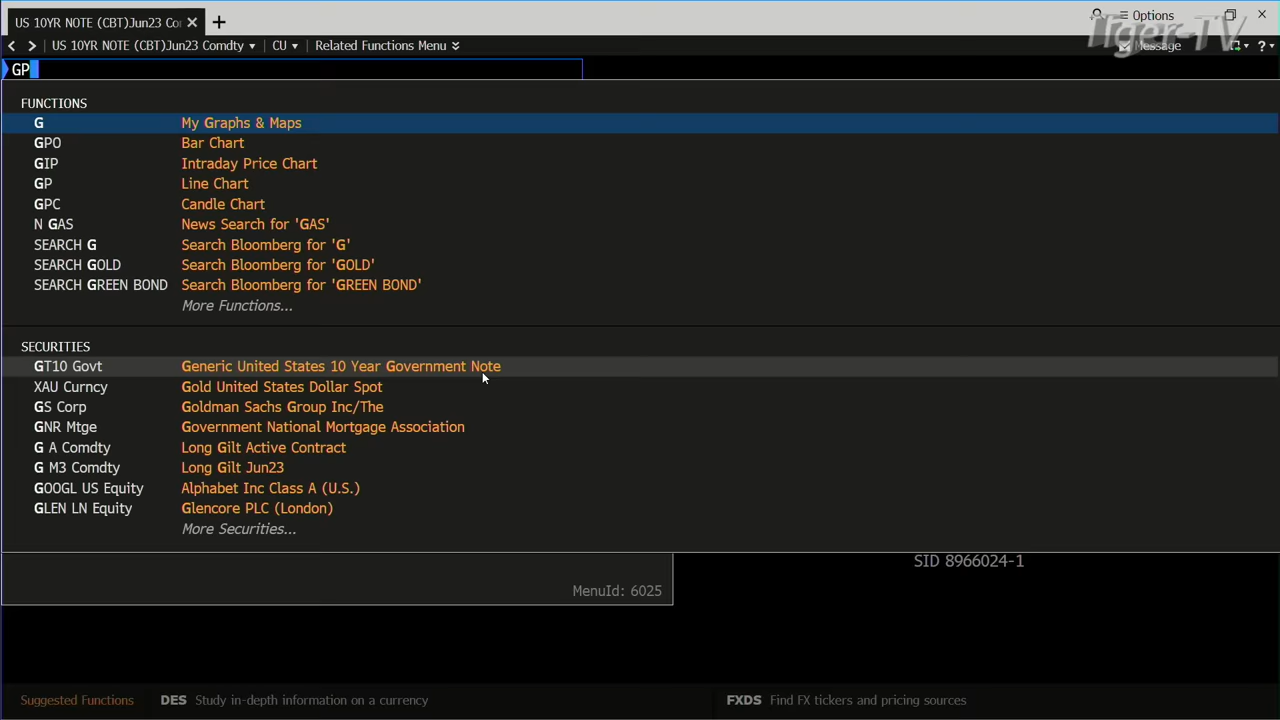 US 10YR NOTE (CBT)Jun23 Co
Options
US 10YR NOTE (CBT)Jun23 Comdty CU Related Functions Menu
Message ?
Tiger-TV
GP
FUNCTIONS
G My Graphs & Maps
GPO Bar Chart
GIP Intraday Price Chart
GP Line Chart
GPC Candle Chart
N GAS News Search for 'GAS'
SEARCH G Search Bloomberg for 'G'
SEARCH GOLD Search Bloomberg for 'GOLD'
SEARCH GREEN BOND Search Bloomberg for 'GREEN BOND'
More Functions...
SECURITIES
GT10 Govt Generic United States 10 Year Government Note
XAU Curncy Gold United States Dollar Spot
GS Corp Goldman Sachs Group Inc/The
GNR Mtge Government National Mortgage Association
G A Comdty Long Gilt Active Contract
G M3 Comdty Long Gilt Jun23
GOOGL US Equity Alphabet Inc Class A (U.S.)
GLEN LN Equity Glencore PLC (London)
More Securities...
SID 8966024-1
MenuId: 6025
Suggested Functions DES Study in-depth information on a currency FXDS Find FX tickers and pricing sources